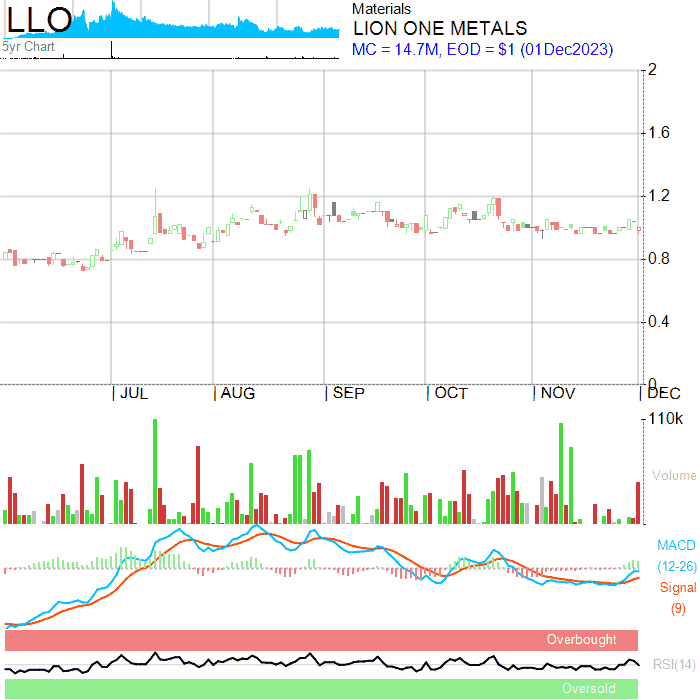 LLO
Materials
LION ONE METALS
5yr Chart
MC = 14.7M, EOD = $1 (01Dec2023)
2
1.6
1.2
0.8
0.4
0
JUL AUG SEP OCT NOV DEC
110k
Volume
MACD
(12-26)
Signal
(9)
Overbought
RSI(14)
Oversold